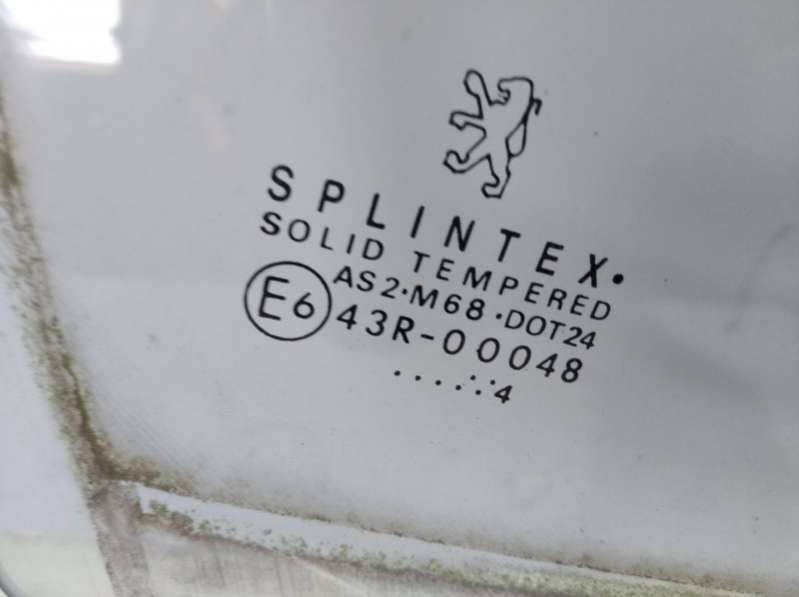 SPLINTEX.
SOLID TEMPERED
AS2·M68·DOT24
E6 43R-00048
.....:·:4